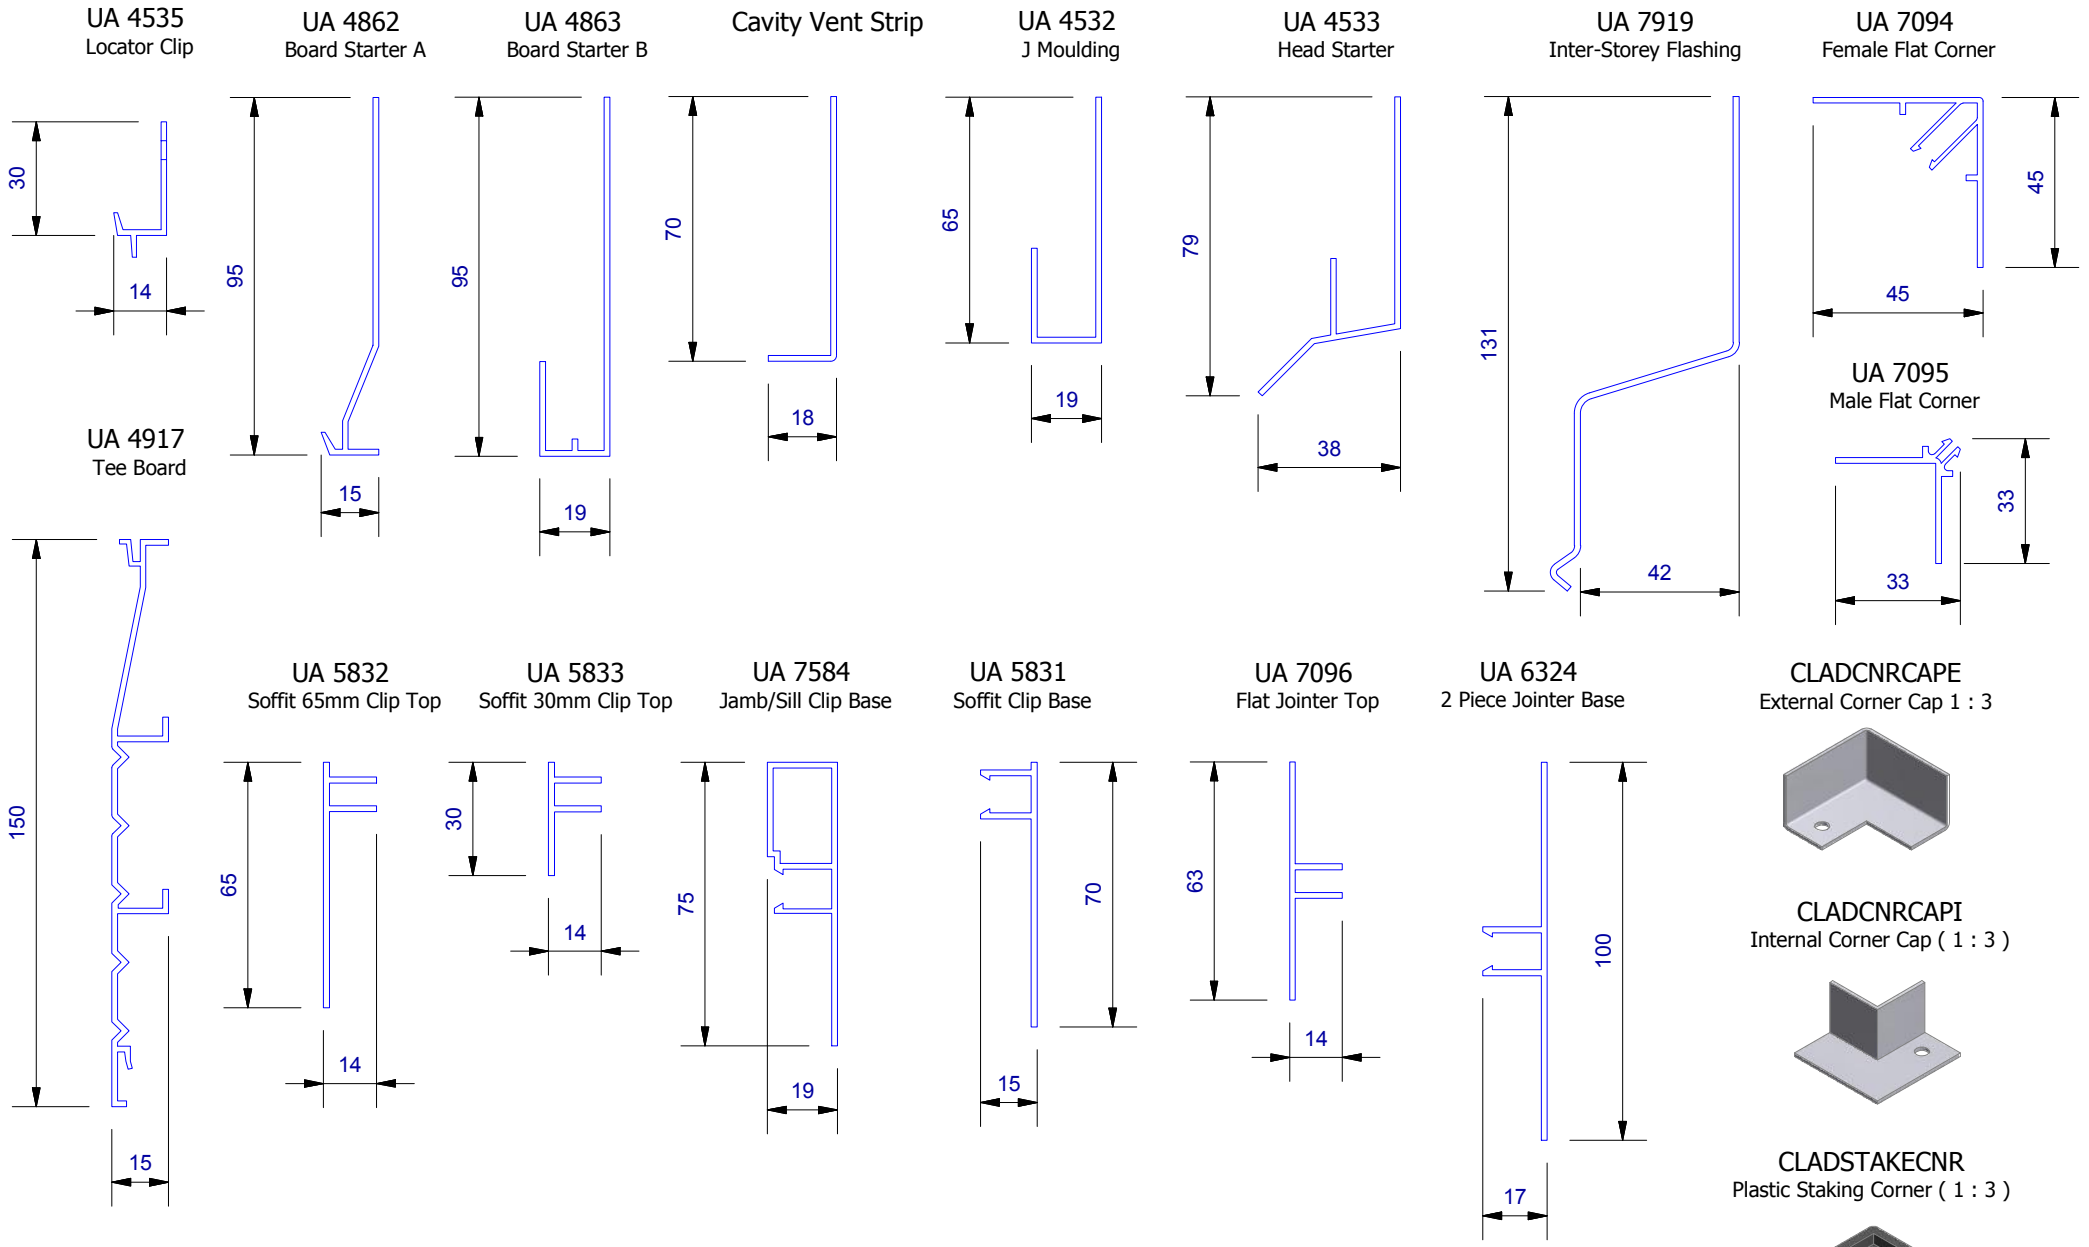 UA 4535
Locator Clip
30
14
UA 4862
Board Starter A
95
15
UA 4863
Board Starter B
95
19
Cavity Vent Strip
70
18
UA 4532
J Moulding
65
19
UA 4533
Head Starter
79
38
UA 7919
Inter-Storey Flashing
131
42
UA 7094
Female Flat Corner
45
45
UA 7095
Male Flat Corner
33
33
UA 4917
Tee Board
150
15
UA 5832
Soffit 65mm Clip Top
65
14
UA 5833
Soffit 30mm Clip Top
30
14
UA 7584
Jamb/Sill Clip Base
75
19
UA 5831
Soffit Clip Base
70
15
UA 7096
Flat Jointer Top
63
14
UA 6324
2 Piece Jointer Base
100
17
CLADCNRCAPE
External Corner Cap 1 : 3
CLADCNRCAPI
Internal Corner Cap ( 1 : 3 )
CLADSTAKECNR
Plastic Staking Corner ( 1 : 3 )